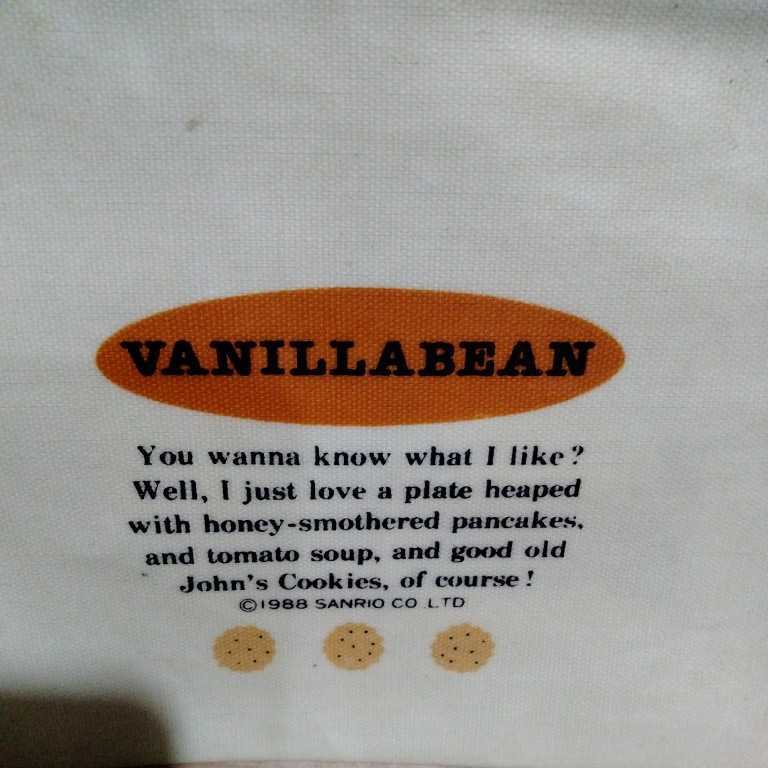 VANILLABEAN
You wanna know what I like?
Well, I just love a plate heaped
with honey-smothered pancakes,
and tomato soup, and good old
John's Cookies, of course!
©1988 SANRIO CO.LTD